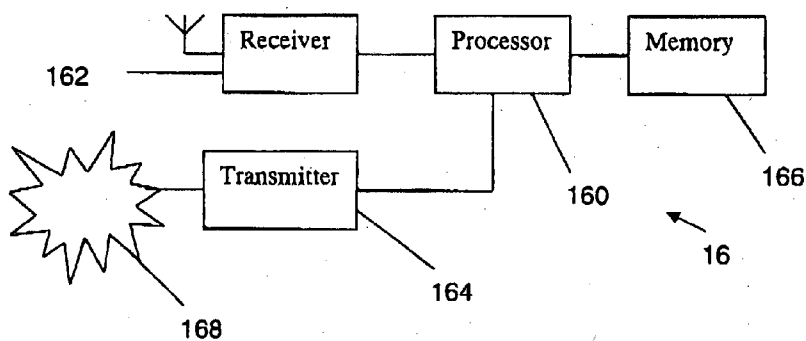 Receiver
Processor
Memory
162
Transmitter
160
166
16
164
168